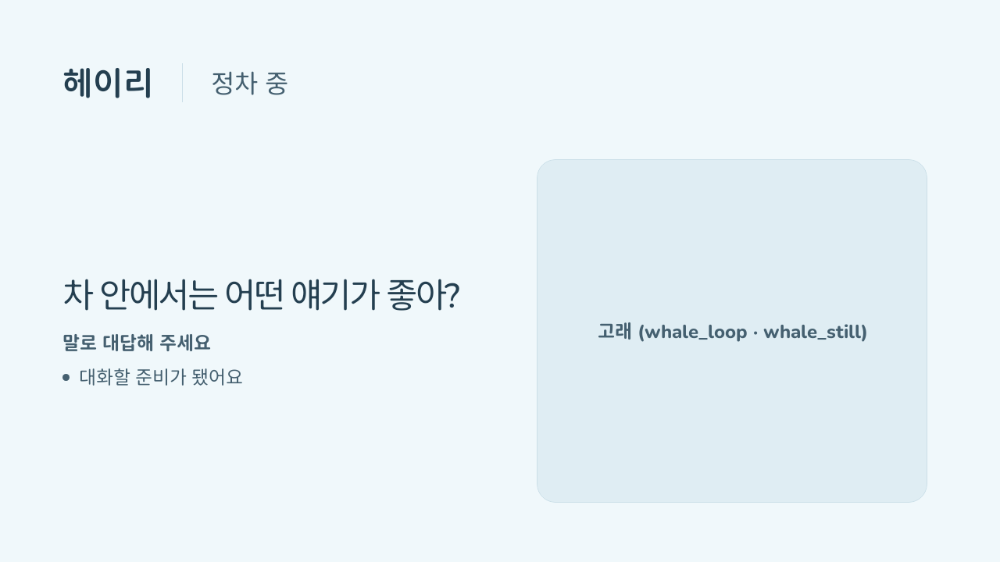 헤이리
정차 중
차 안에서는 어떤 얘기가 좋아?
말로 대답해 주세요
• 대화할 준비가 됐어요
고래 (whale_loop · whale_still)